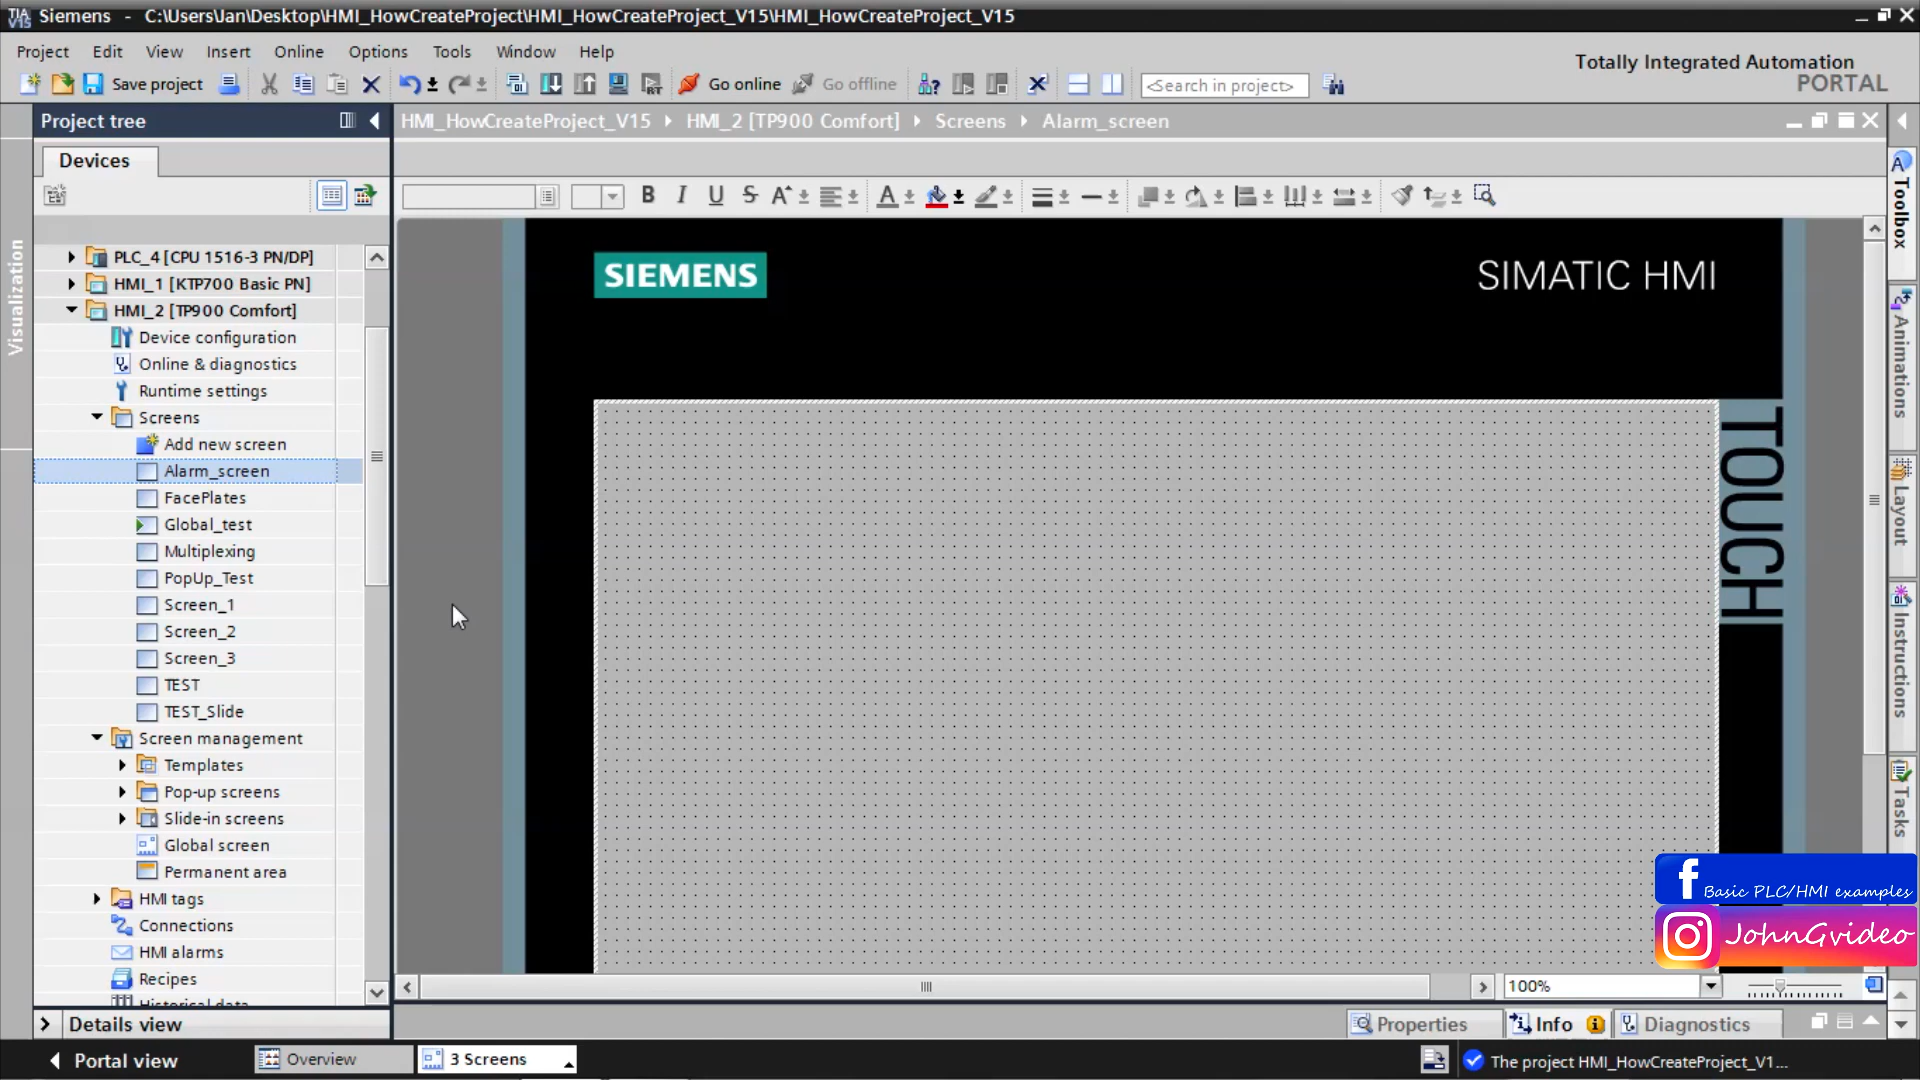 Siemens - C:\Users\Jan\Desktop\HMI_HowCreateProject\HMI_HowCreateProject_V15\HMI_HowCreateProject_V15
Project Edit View Insert Online Options Tools Window Help
Totally Integrated Automation
PORTAL
Save project
Go online
Go offline
<Search in project>
Project tree
HMI_HowCreateProject_V15
HMI_2 [TP900 Comfort]
Screens
Alarm_screen
Devices
Visualization
PLC_4 [CPU 1516-3 PN/DP]
HMI_1 [KTP700 Basic PN]
HMI_2 [TP900 Comfort]
Device configuration
Online & diagnostics
Runtime settings
Screens
Add new screen
Alarm_screen
FacePlates
Global_test
Multiplexing
PopUp_Test
Screen_1
Screen_2
Screen_3
TEST
TEST_Slide
Screen management
Templates
Pop-up screens
Slide-in screens
Global screen
Permanent area
HMI tags
Connections
HMI alarms
Recipes
Historical data
Details view
SIEMENS
SIMATIC HMI
TOUCH
Toolbox
Animations
Layout
Instructions
Tasks
Basic PLC/HMI examples
JohnGvideo
100%
Properties
Info
Diagnostics
Portal view
Overview
3 Screens
The project HMI_HowCreateProject_V1...